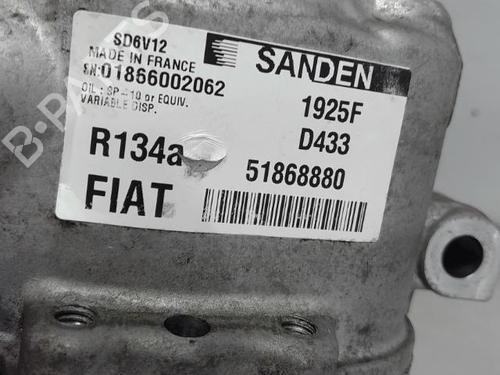 SD6V12
MADE IN FRANCE
SN:01866002062
OIL : SP-10 or EQUIV.
VARIABLE DISP.
R134a
FIAT
SANDEN
1925F
D433
51868880
B-PARTS